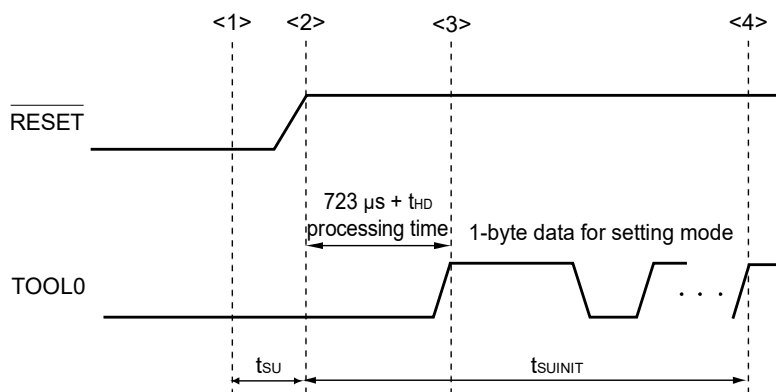 <1> <2> <3> <4>
RESET
723 µs + tHD
processing time
1-byte data for setting mode
TOOL0
. . .
tSU tSUINIT